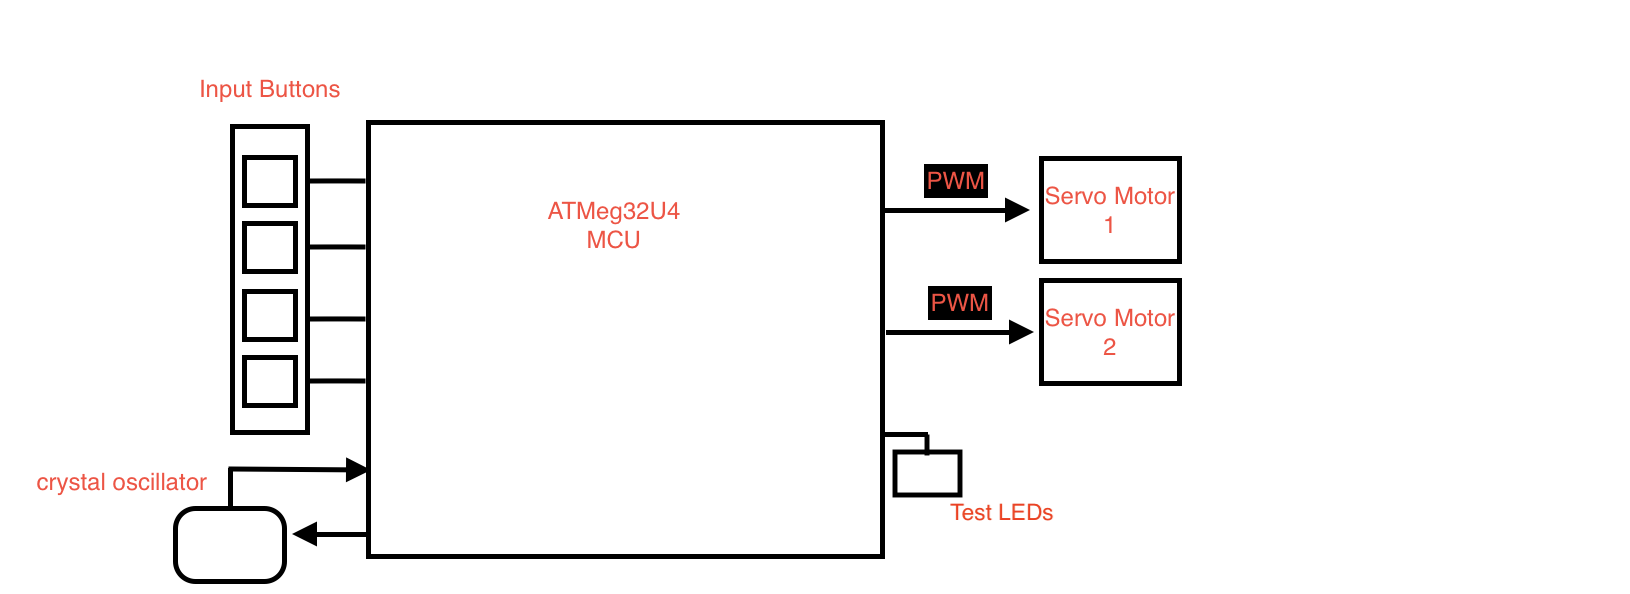 Input Buttons
ATMeg32U4
MCU
PWM
Servo Motor
1
PWM
Servo Motor
2
crystal oscillator
Test LEDs